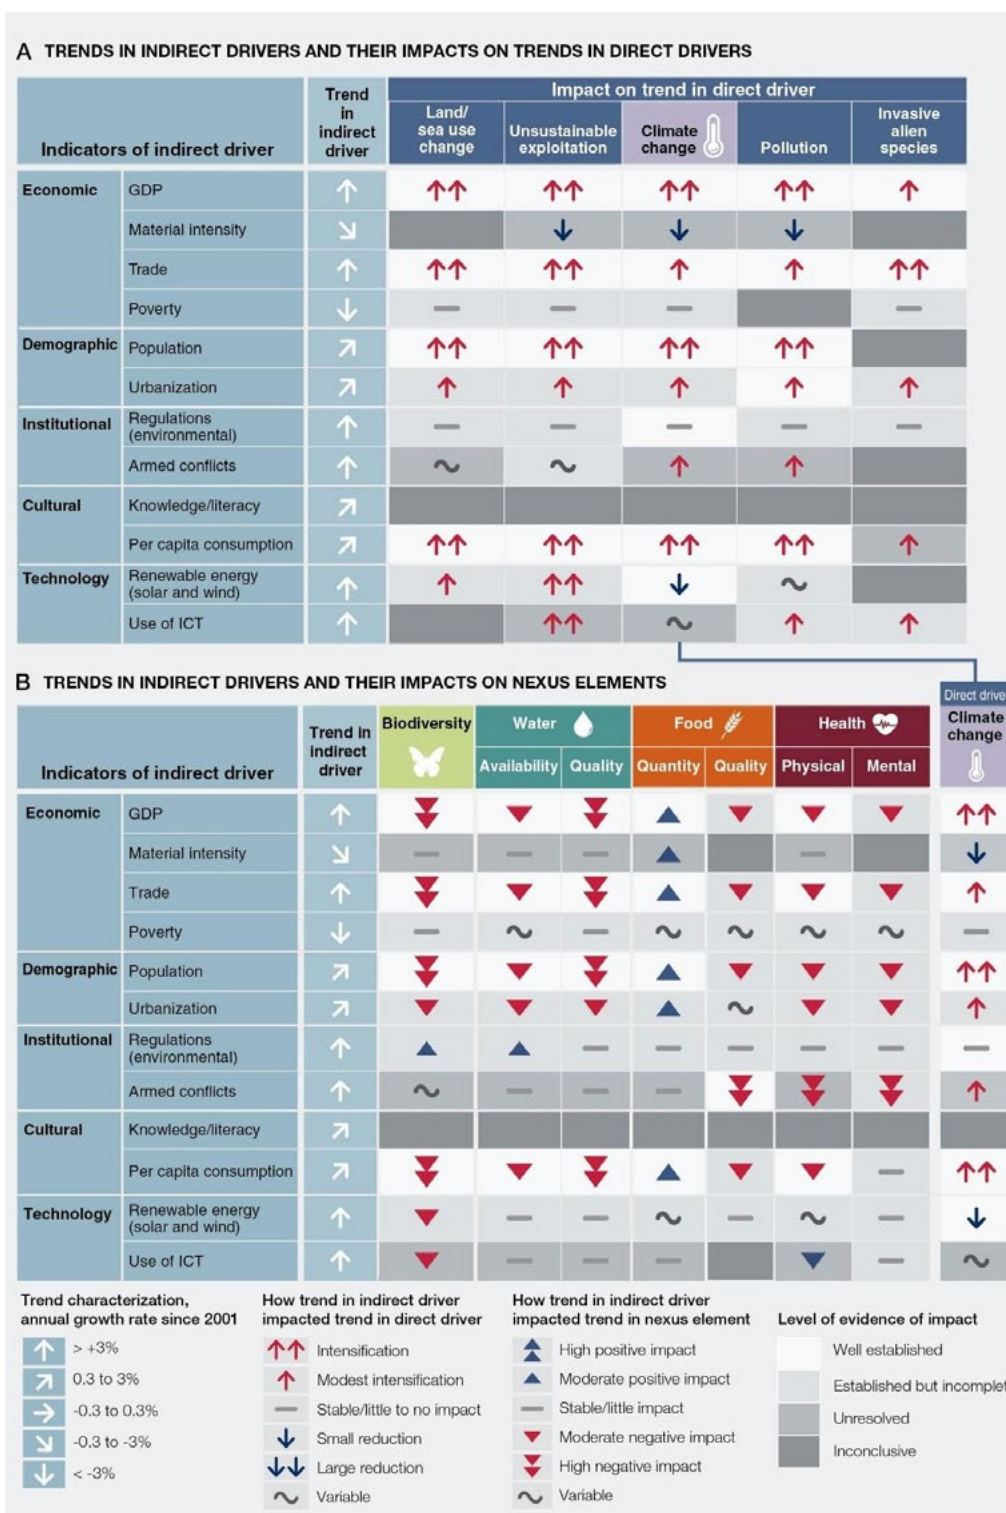 A TRENDS IN INDIRECT DRIVERS AND THEIR IMPACTS ON TRENDS IN DIRECT DRIVERS
Indicators of indirect driver
Trend
in
indirect
driver
Impact on trend in direct driver
Land/
sea use
change
Unsustainable
exploitation
Climate
change
Pollution
Invasive
alien
species
Economic
GDP
Material intensity
Trade
Poverty
Demographic
Population
Urbanization
Institutional
Regulations
(environmental)
Armed conflicts
Cultural
Knowledge/literacy
Per capita consumption
Technology
Renewable energy
(solar and wind)
Use of ICT
B TRENDS IN INDIRECT DRIVERS AND THEIR IMPACTS ON NEXUS ELEMENTS
Direct drive
Indicators of indirect driver
Trend in
indirect
driver
Biodiversity
Water
Availability
Quality
Food
Quantity
Quality
Health
Physical
Mental
Climate
change
Economic
GDP
Material intensity
Trade
Poverty
Demographic
Population
Urbanization
Institutional
Regulations
(environmental)
Armed conflicts
Cultural
Knowledge/literacy
Per capita consumption
Technology
Renewable energy
(solar and wind)
Use of ICT
Trend characterization,
annual growth rate since 2001
> +3%
0.3 to 3%
-0.3 to 0.3%
-0.3 to -3%
< -3%
How trend in indirect driver
impacted trend in direct driver
Intensification
Modest intensification
Stable/little to no impact
Small reduction
Large reduction
Variable
How trend in indirect driver
impacted trend in nexus element
High positive impact
Moderate positive impact
Stable/little impact
Moderate negative impact
High negative impact
Variable
Level of evidence of impact
Well established
Established but incomplet
Unresolved
Inconclusive